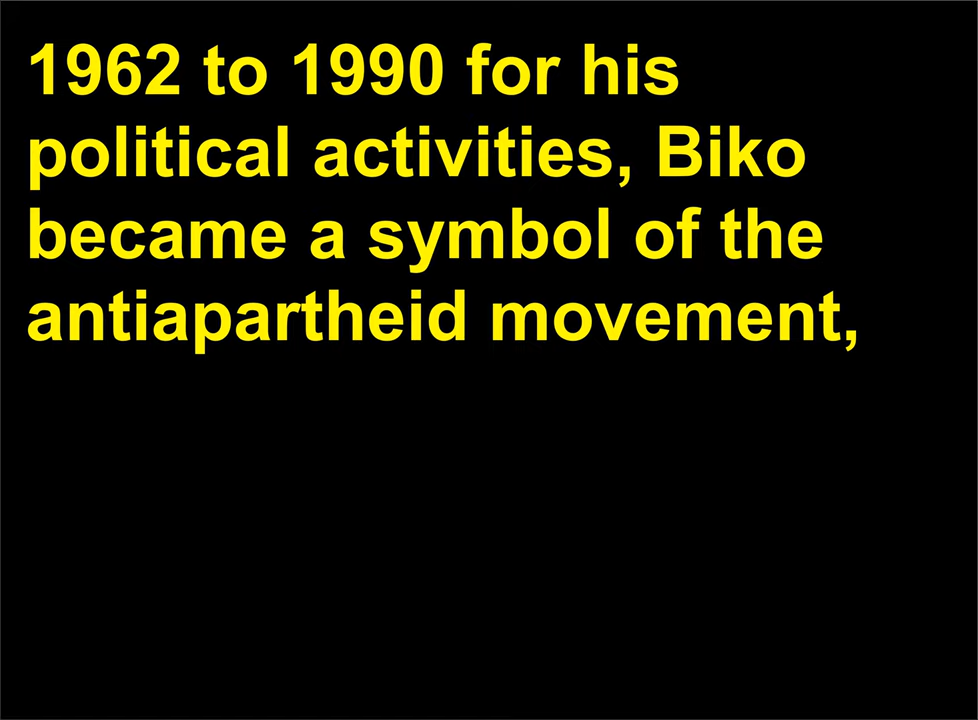 1962 to 1990 for his
political activities, Biko
became a symbol of the
antiapartheid movement,